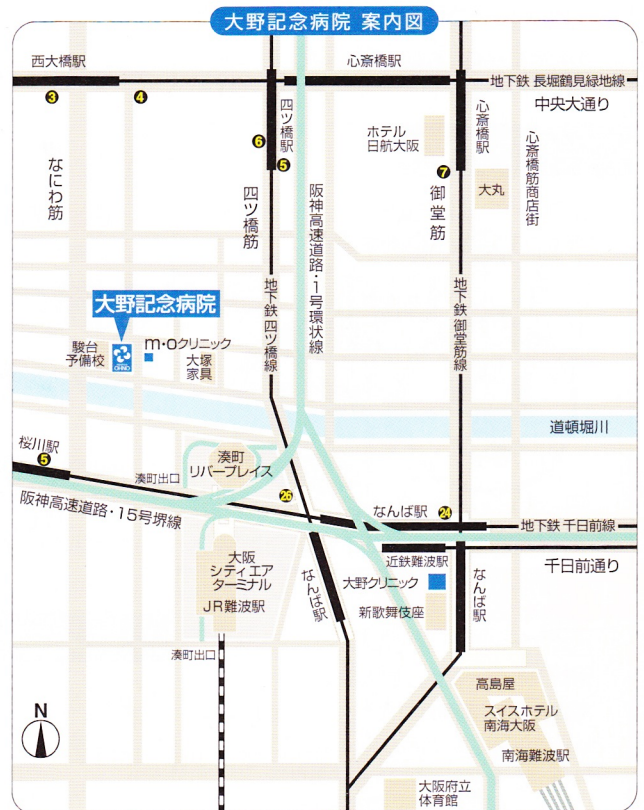 大野記念病院 案内図
西大橋駅
心斎橋駅
地下鉄 長堀鶴見緑地線
中央大通り
3
4
四ツ橋駅
6
5
ホテル
日航大阪
心斎橋駅
7
大丸
心斎橋筋商店街
なにわ筋
四ツ橋筋
阪神高速道路・1号環状線
御堂筋
地下鉄 四ツ橋線
地下鉄 御堂筋線
大野記念病院
駿台
予備校
OHNO
m・oクリニック
大塚
家具
道頓堀川
桜川駅
5
湊町出口
湊町
リバープレイス
26
なんば駅
24
地下鉄 千日前線
阪神高速道路・15号堺線
近鉄難波駅
千日前通り
大阪
シティエア
ターミナル
JR難波駅
なんば駅
大野クリニック
新歌舞伎座
なんば駅
湊町出口
高島屋
スイスホテル
南海大阪
南海難波駅
N
大阪府立
体育館